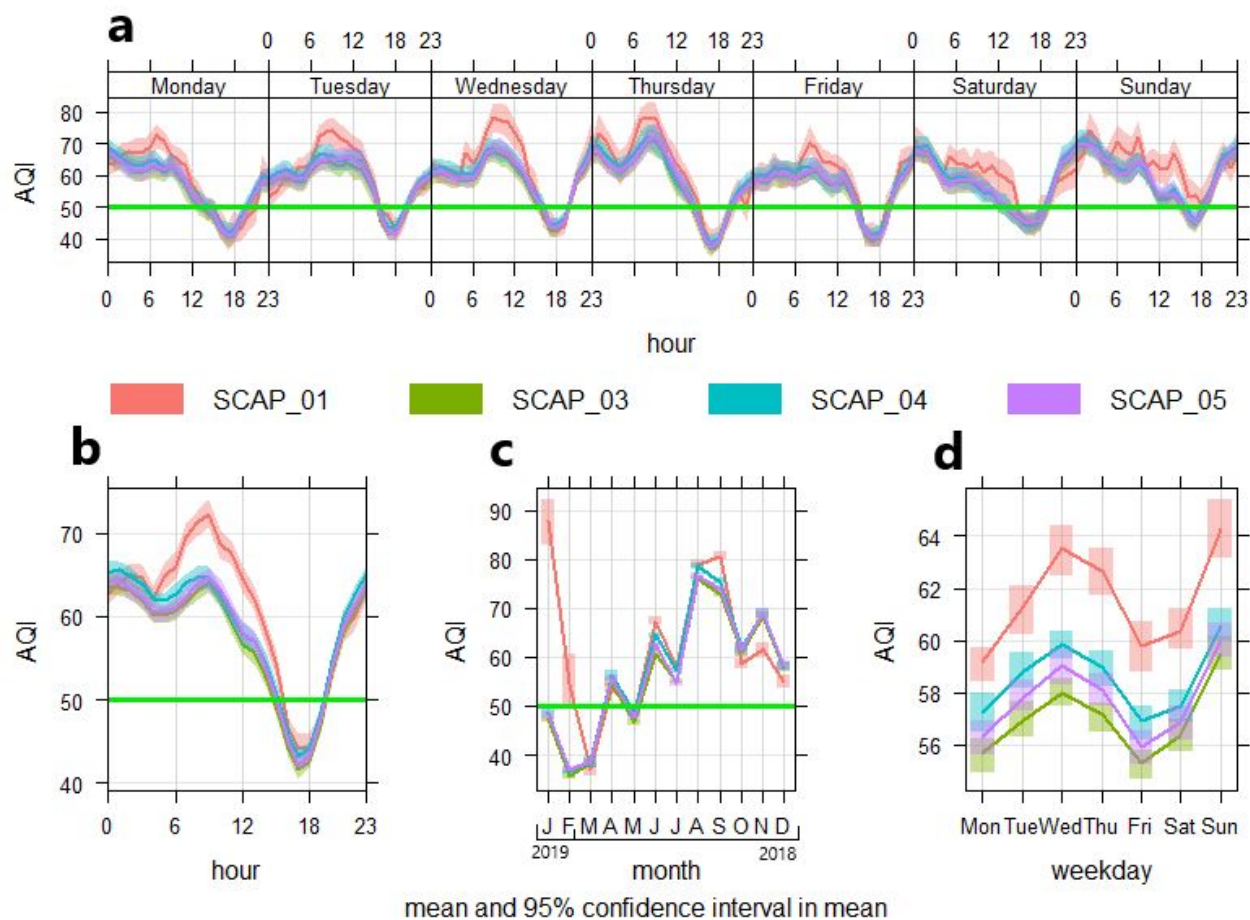 a
0 6 12 18 23 0 6 12 18 23 0 6 12 18 23
Monday Tuesday Wednesday Thursday Friday Saturday Sunday
80
70
60
50
40
AQI
0 6 12 18 23 0 6 12 18 23 0 6 12 18 23 0 6 12 18 23
hour
SCAP_01 SCAP_03 SCAP_04 SCAP_05
b
70
60
50
40
AQI
0 6 12 18 23
hour
c
90
80
70
60
50
40
AQI
J F M A M J J A S O N D
2019 2018
month
d
64
62
60
58
56
AQI
Mon Tue Wed Thu Fri Sat Sun
weekday
mean and 95% confidence interval in mean